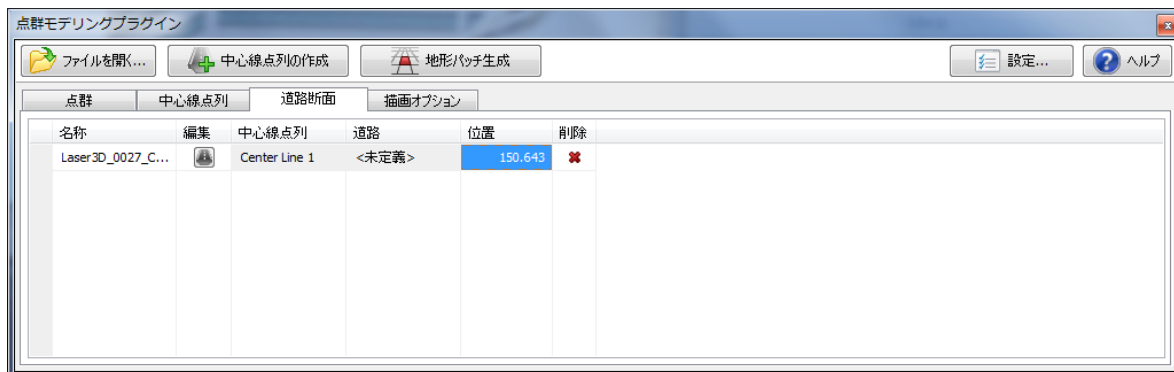 点群モデリングプラグイン
ファイルを開く... 中心線点列の作成 地形パッチ生成 設定... ヘルプ
点群 中心線点列 道路断面 描画オプション
名称 編集 中心線点列 道路 位置 削除
Laser3D_0027_C... Center Line 1 <未定義> 150.643